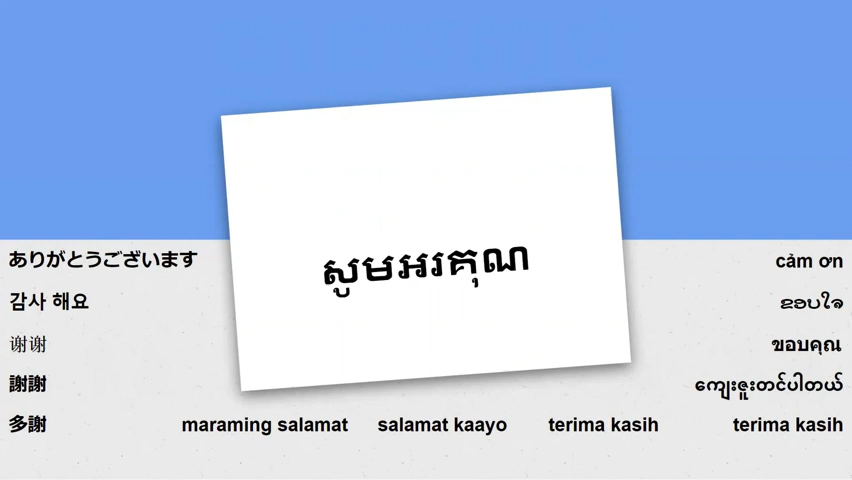 សូមអរគុណ
ありがとうございます
감사 해요
谢谢
謝謝
多謝
maraming salamat
salamat kaayo
terima kasih
cảm ơn
ຂອບໃຈ
ขอบคุณ
ကျေးဇူးတင်ပါတယ်
terima kasih